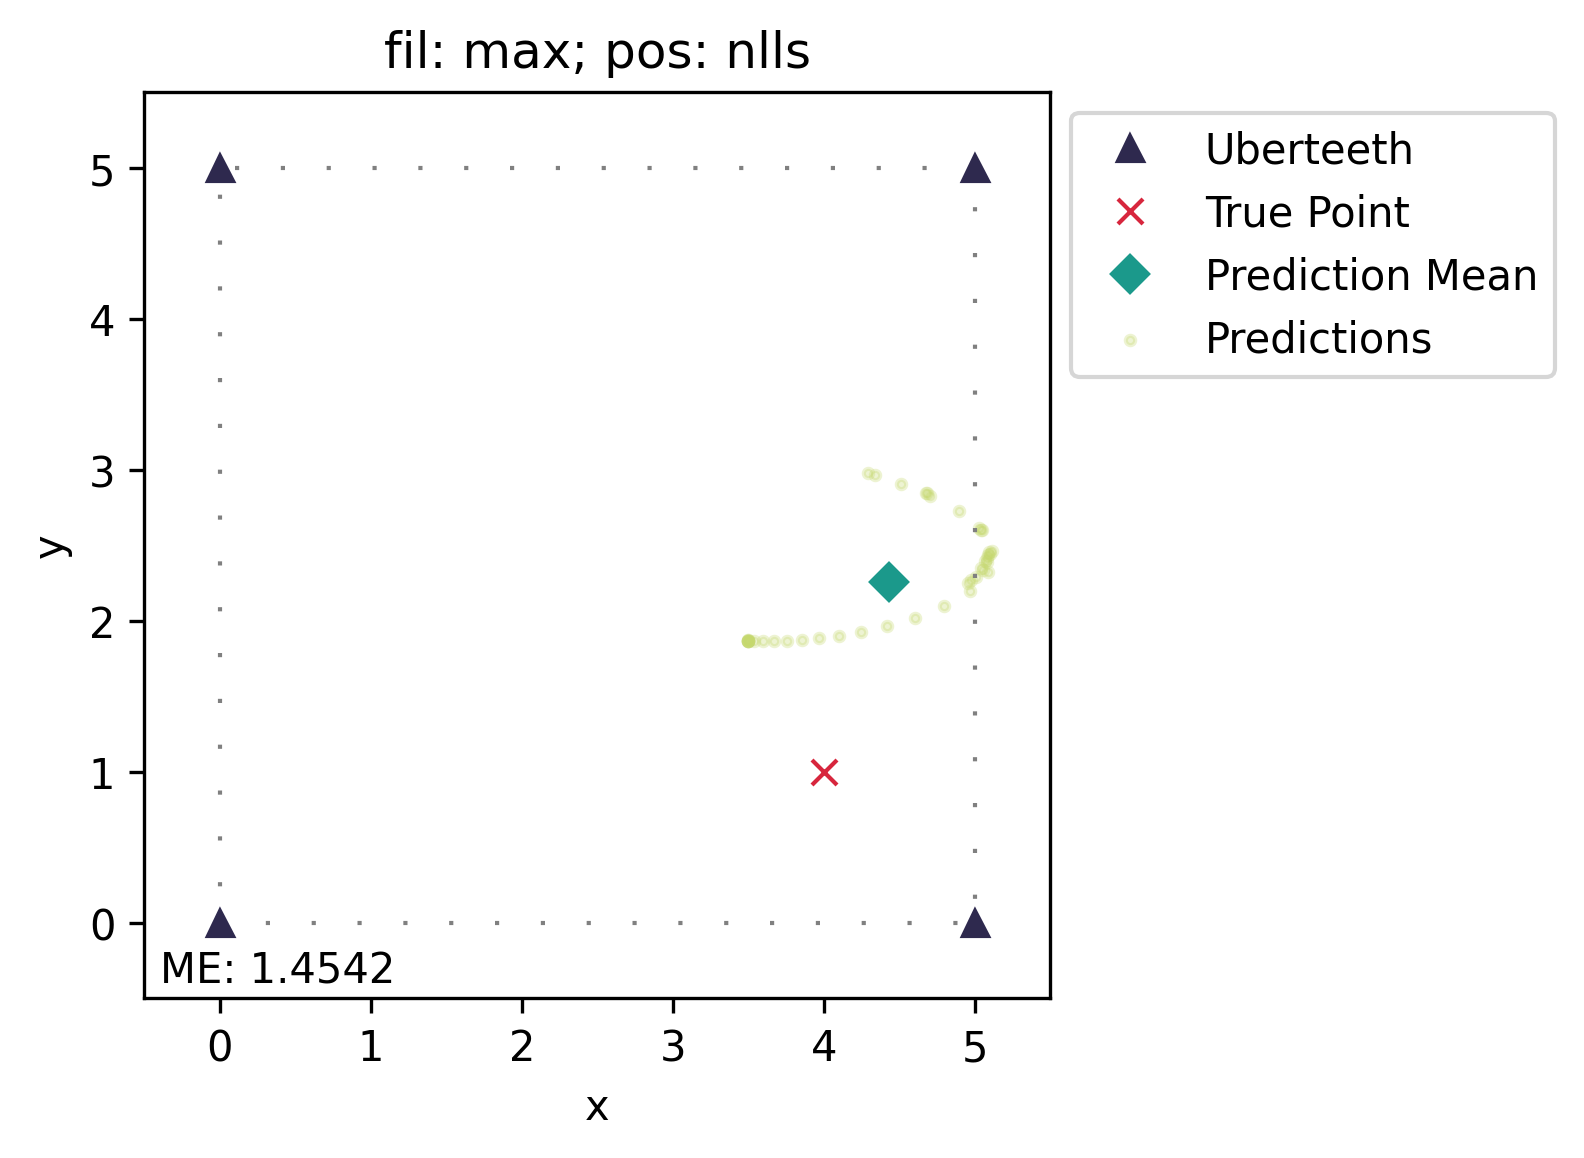 fil: max; pos: nlls
5
4
3
2
1
0
y
ME: 1.4542
0 1 2 3 4 5
x
Uberteeth
True Point
Prediction Mean
Predictions